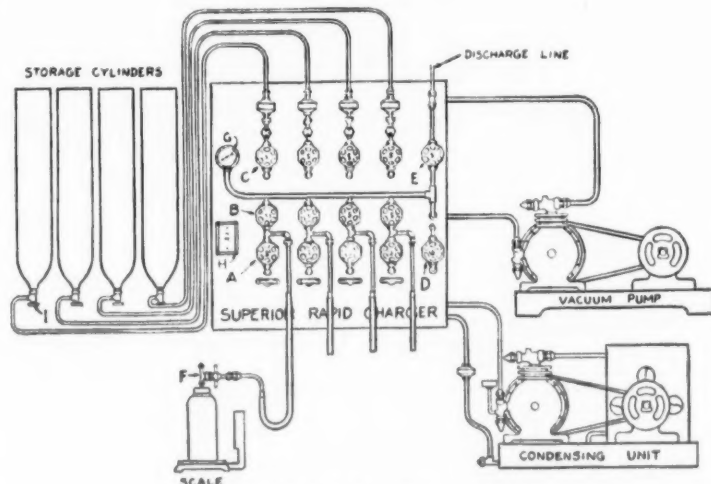 DISCHARGE LINE
STORAGE CYLINDERS
G
C
E
B
H
A
D
I
SUPERIOR RAPID CHARGER
VACUUM PUMP
F
CONDENSING UNIT
SCALE